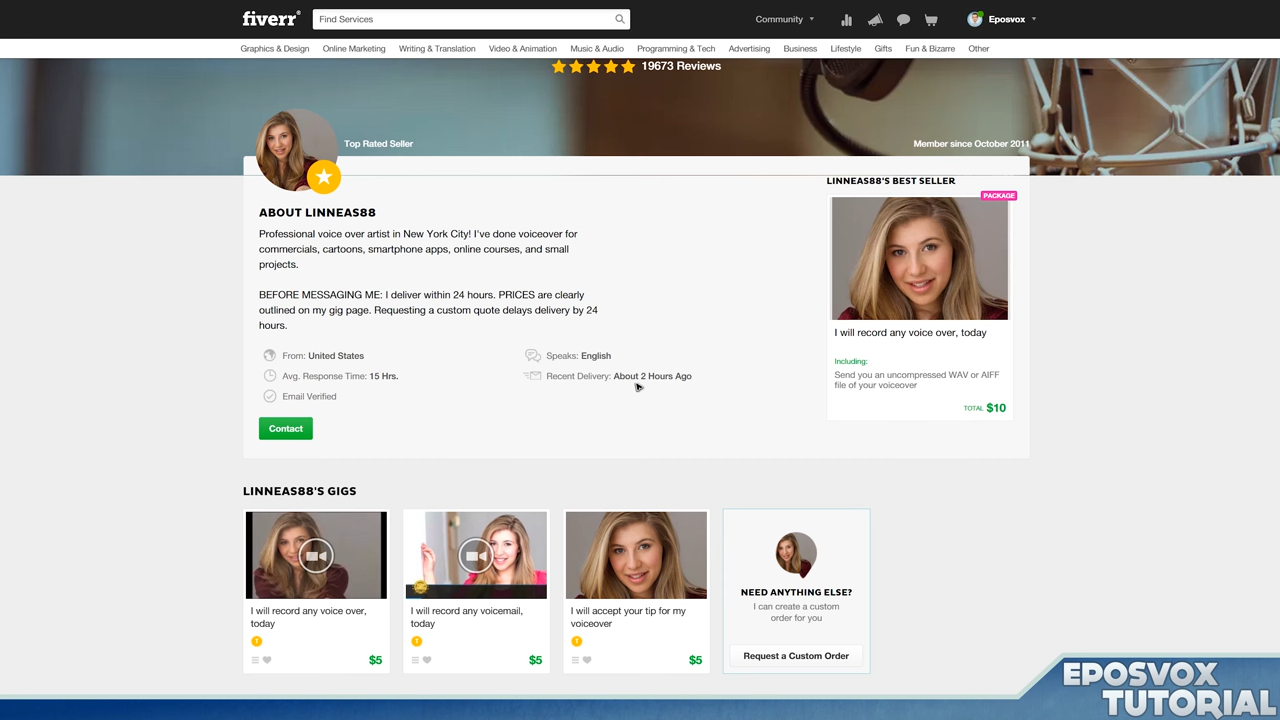 fiverr®
Find Services
Community
Eposvox
Graphics & Design
Online Marketing
Writing & Translation
Video & Animation
Music & Audio
Programming & Tech
Advertising
Business
Lifestyle
Gifts
Fun & Bizarre
Other
19673 Reviews
Top Rated Seller
Member since October 2011
ABOUT LINNEAS88
Professional voice over artist in New York City! I've done voiceover for
commercials, cartoons, smartphone apps, online courses, and small
projects.
BEFORE MESSAGING ME: I deliver within 24 hours. PRICES are clearly
outlined on my gig page. Requesting a custom quote delays delivery by 24
hours.
From: United States
Speaks: English
Avg. Response Time: 15 Hrs.
Recent Delivery: About 2 Hours Ago
Email Verified
Contact
LINNEAS88'S BEST SELLER
PACKAGE
I will record any voice over, today
Including:
Send you an uncompressed WAV or AIFF
file of your voiceover
TOTAL $10
LINNEAS88'S GIGS
I will record any voice over,
today
T
$5
I will record any voicemail,
today
T
$5
I will accept your tip for my
voiceover
T
$5
NEED ANYTHING ELSE?
I can create a custom
order for you
Request a Custom Order
EPOSVOX
TUTORIAL